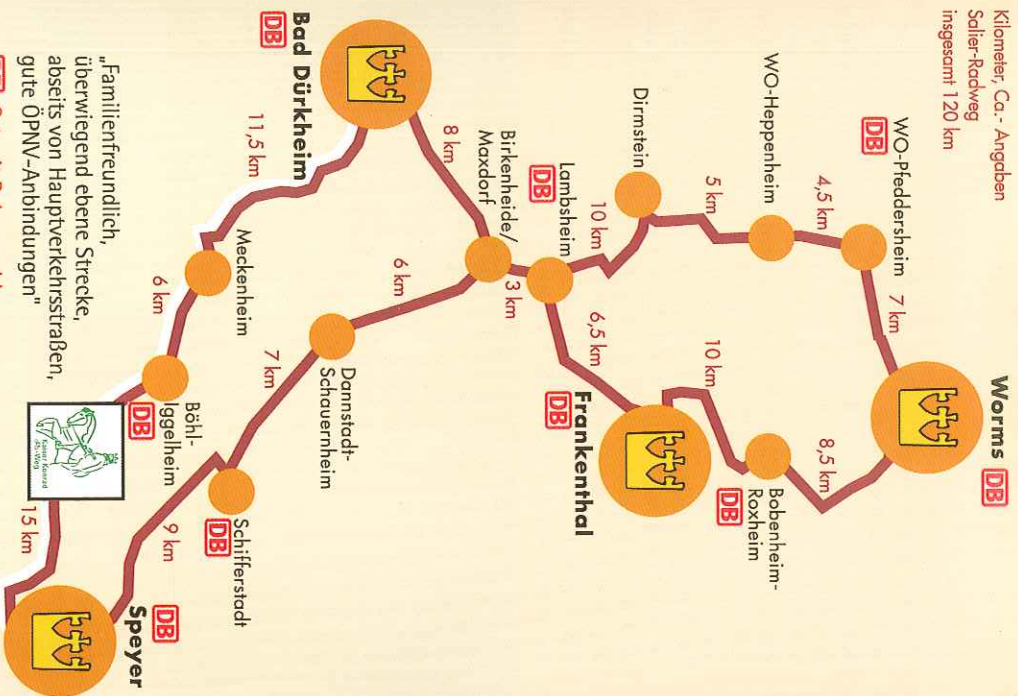 Kilometer, Ca.- Angaben
Salier-Radweg
insgesamt 120 km
Worms DB
WO-Pfeddersheim
DB
7 km
4,5 km
8,5 km
WO-Heppenheim
Bobenheim-
Roxheim
DB
5 km
10 km
Dirmstein
10 km
Frankenthal
DB
6,5 km
Lambsheim
DB
3 km
Birkenheide/
Maxdorf
8 km
6 km
Dannstadt-
Schauernheim
Bad Dürkheim
DB
7 km
11,5 km
Meckenheim
Schifferstadt
DB
6 km
Böhl-
Iggelheim
DB
9 km
Speyer
DB
15 km
Kaiser Konrad
„Familienfreundlich,
überwiegend ebene Strecke,
abseits von Hauptverkehrsstraßen,
gute ÖPNV-Anbindungen"
DB